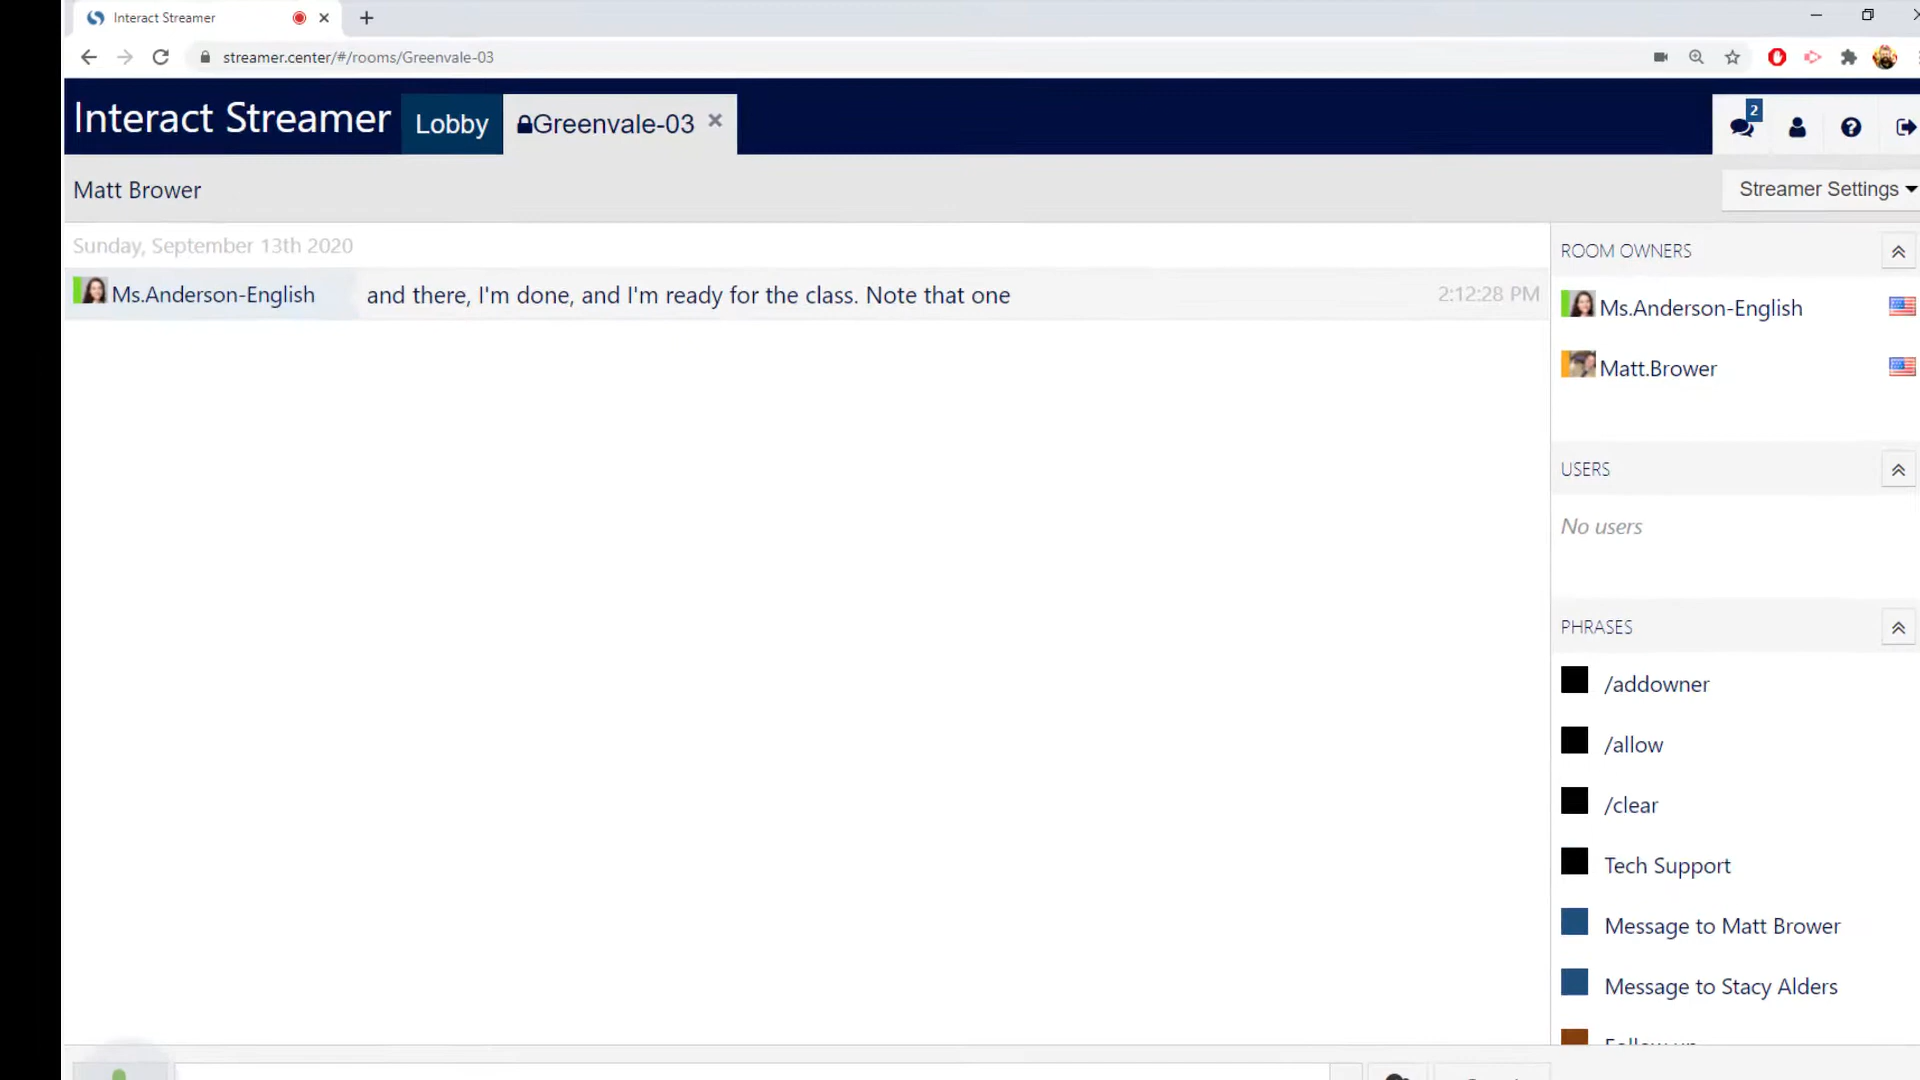 Interact Streamer
streamer.center/#/rooms/Greenvale-03
Interact Streamer
Lobby
Greenvale-03
2
Matt Brower
Streamer Settings
Sunday, September 13th 2020
Ms.Anderson-English and there, I'm done, and I'm ready for the class. Note that one 2:12:28 PM
ROOM OWNERS
Ms.Anderson-English
Matt.Brower
USERS
No users
PHRASES
/addowner
/allow
/clear
Tech Support
Message to Matt Brower
Message to Stacy Alders